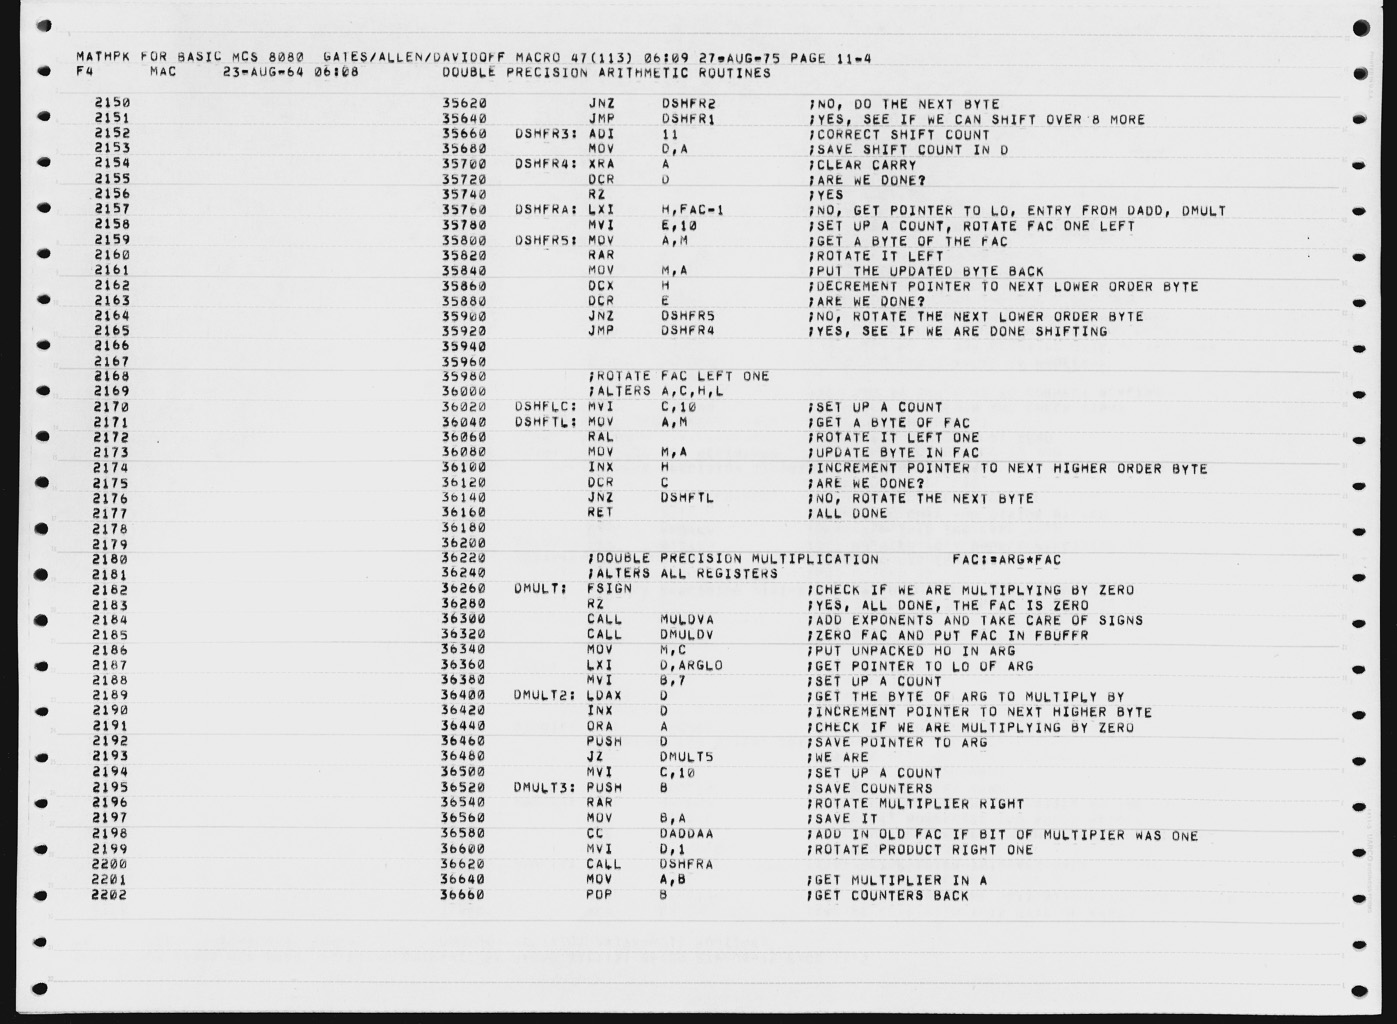 MATHPK FOR BASIC MCS 8080  GATES/ALLEN/DAVIDOFF MACRO 47(113) 06:09 27-AUG-75 PAGE 11-4
F4 MAC 23-AUG-64 06:08 DOUBLE PRECISION ARITHMETIC ROUTINES
2150 35620 JNZ DSHFR2 ;NO, DO THE NEXT BYTE
2151 35640 JMP DSHFR1 ;YES, SEE IF WE CAN SHIFT OVER 8 MORE
2152 35660 DSHFR3: ADI 11 ;CORRECT SHIFT COUNT
2153 35680 MOV D,A ;SAVE SHIFT COUNT IN D
2154 35700 DSHFR4: XRA A ;CLEAR CARRY
2155 35720 DCR D ;ARE WE DONE?
2156 35740 RZ ;YES
2157 35760 DSHFRA: LXI H,FAC-1 ;NO, GET POINTER TO LO, ENTRY FROM DADD, DMULT
2158 35780 MVI E,10 ;SET UP A COUNT, ROTATE FAC ONE LEFT
2159 35800 DSHFR5: MOV A,M ;GET A BYTE OF THE FAC
2160 35820 RAR ;ROTATE IT LEFT
2161 35840 MOV M,A ;PUT THE UPDATED BYTE BACK
2162 35860 DCX H ;DECREMENT POINTER TO NEXT LOWER ORDER BYTE
2163 35880 DCR E ;ARE WE DONE?
2164 35900 JNZ DSHFR5 ;NO, ROTATE THE NEXT LOWER ORDER BYTE
2165 35920 JMP DSHFR4 ;YES, SEE IF WE ARE DONE SHIFTING
2166 35940
2167 35960
2168 35980 ;ROTATE FAC LEFT ONE
2169 36000 ;ALTERS A,C,H,L
2170 36020 DSHFLC: MVI C,10 ;SET UP A COUNT
2171 36040 DSHFTL: MOV A,M ;GET A BYTE OF FAC
2172 36060 RAL ;ROTATE IT LEFT ONE
2173 36080 MOV M,A ;UPDATE BYTE IN FAC
2174 36100 INX H ;INCREMENT POINTER TO NEXT HIGHER ORDER BYTE
2175 36120 DCR C ;ARE WE DONE?
2176 36140 JNZ DSHFTL ;NO, ROTATE THE NEXT BYTE
2177 36160 RET ;ALL DONE
2178 36180
2179 36200
2180 36220 ;DOUBLE PRECISION MULTIPLICATION FAC:=ARG*FAC
2181 36240 ;ALTERS ALL REGISTERS
2182 36260 DMULT: FSIGN ;CHECK IF WE ARE MULTIPLYING BY ZERO
2183 36280 RZ ;YES, ALL DONE, THE FAC IS ZERO
2184 36300 CALL MULDVA ;ADD EXPONENTS AND TAKE CARE OF SIGNS
2185 36320 CALL DMULDV ;ZERO FAC AND PUT FAC IN FBUFFR
2186 36340 MOV M,C ;PUT UNPACKED HO IN ARG
2187 36360 LXI D,ARGLO ;GET POINTER TO LO OF ARG
2188 36380 MVI B,7 ;SET UP A COUNT
2189 36400 DMULT2: LDAX D ;GET THE BYTE OF ARG TO MULTIPLY BY
2190 36420 INX D ;INCREMENT POINTER TO NEXT HIGHER BYTE
2191 36440 ORA A ;CHECK IF WE ARE MULTIPLYING BY ZERO
2192 36460 PUSH D ;SAVE POINTER TO ARG
2193 36480 JZ DMULT5 ;WE ARE
2194 36500 MVI C,10 ;SET UP A COUNT
2195 36520 DMULT3: PUSH B ;SAVE COUNTERS
2196 36540 RAR ;ROTATE MULTIPLIER RIGHT
2197 36560 MOV B,A ;SAVE IT
2198 36580 CC DADDAA ;ADD IN OLD FAC IF BIT OF MULTIPIER WAS ONE
2199 36600 MVI D,1 ;ROTATE PRODUCT RIGHT ONE
2200 36620 CALL DSHFRA
2201 36640 MOV A,B ;GET MULTIPLIER IN A
2202 36660 POP B ;GET COUNTERS BACK